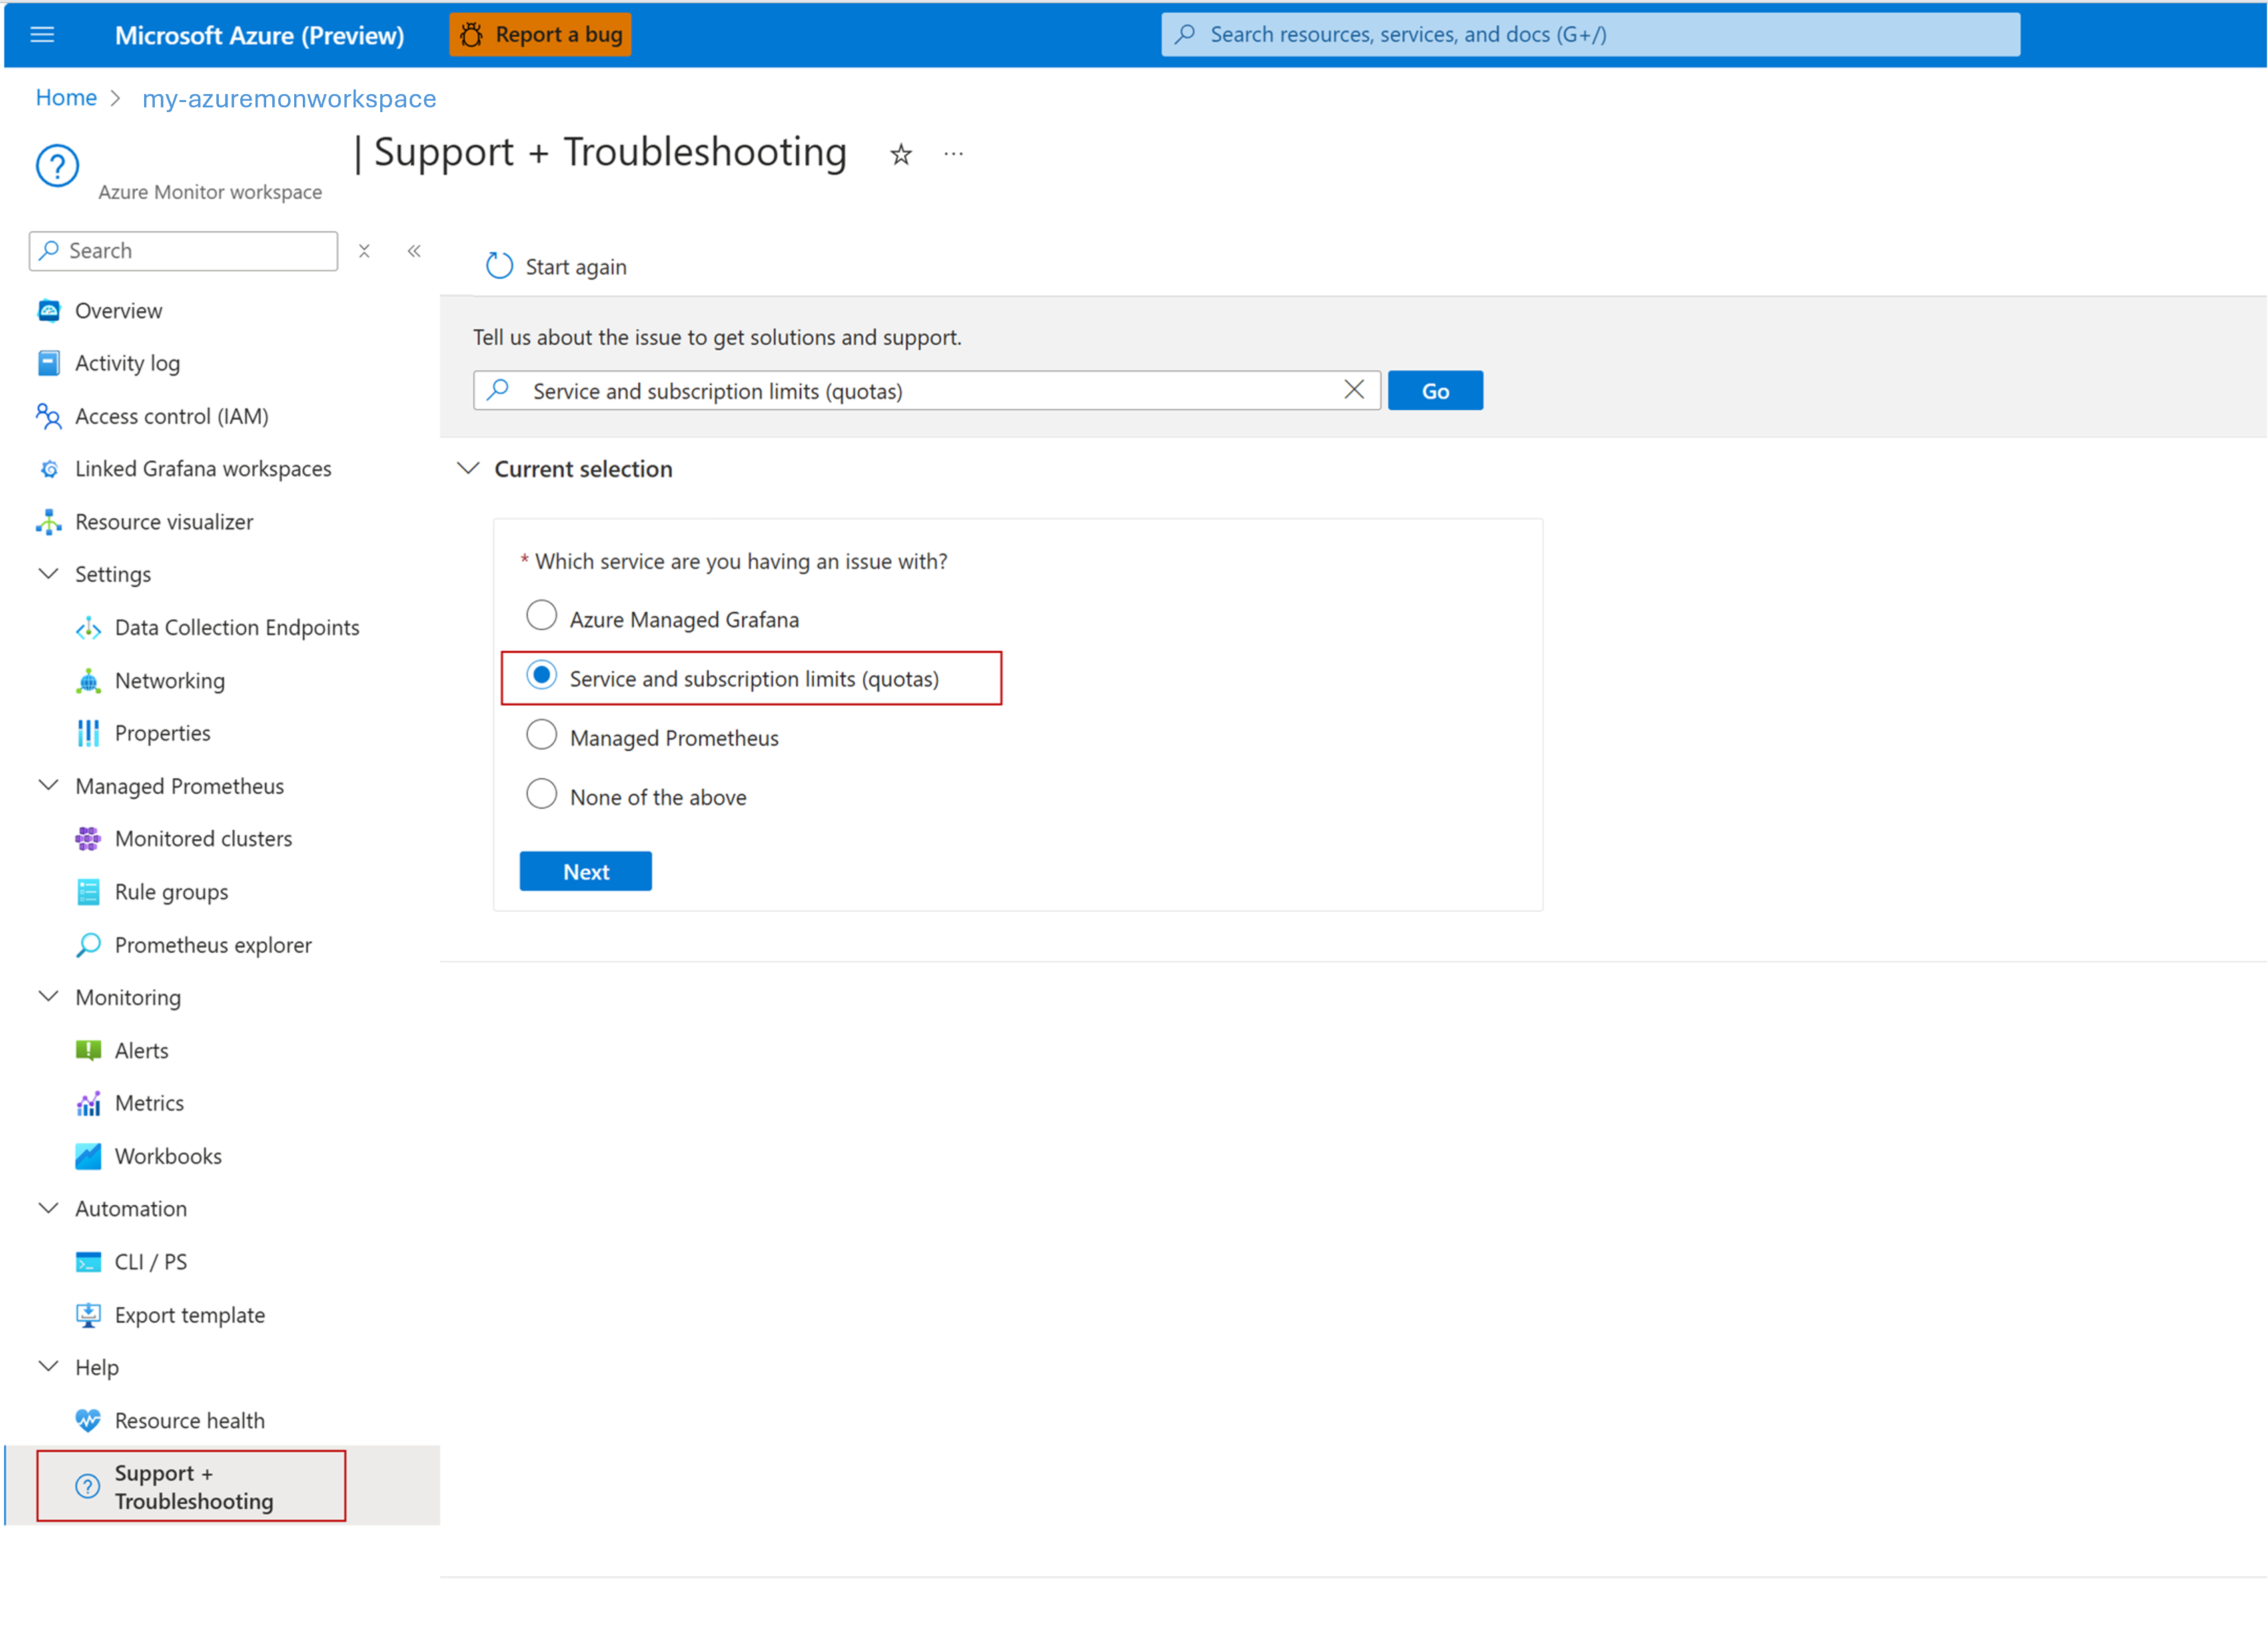 Microsoft Azure (Preview)
Report a bug
Search resources, services, and docs (G+/)
Home
my-azuremonworkspace
| Support + Troubleshooting
Azure Monitor workspace
Search
Overview
Activity log
Access control (IAM)
Linked Grafana workspaces
Resource visualizer
Settings
Data Collection Endpoints
Networking
Properties
Managed Prometheus
Monitored clusters
Rule groups
Prometheus explorer
Monitoring
Alerts
Metrics
Workbooks
Automation
CLI / PS
Export template
Help
Resource health
Support +
Troubleshooting
Start again
Tell us about the issue to get solutions and support.
Service and subscription limits (quotas)
Go
Current selection
* Which service are you having an issue with?
Azure Managed Grafana
Service and subscription limits (quotas)
Managed Prometheus
None of the above
Next